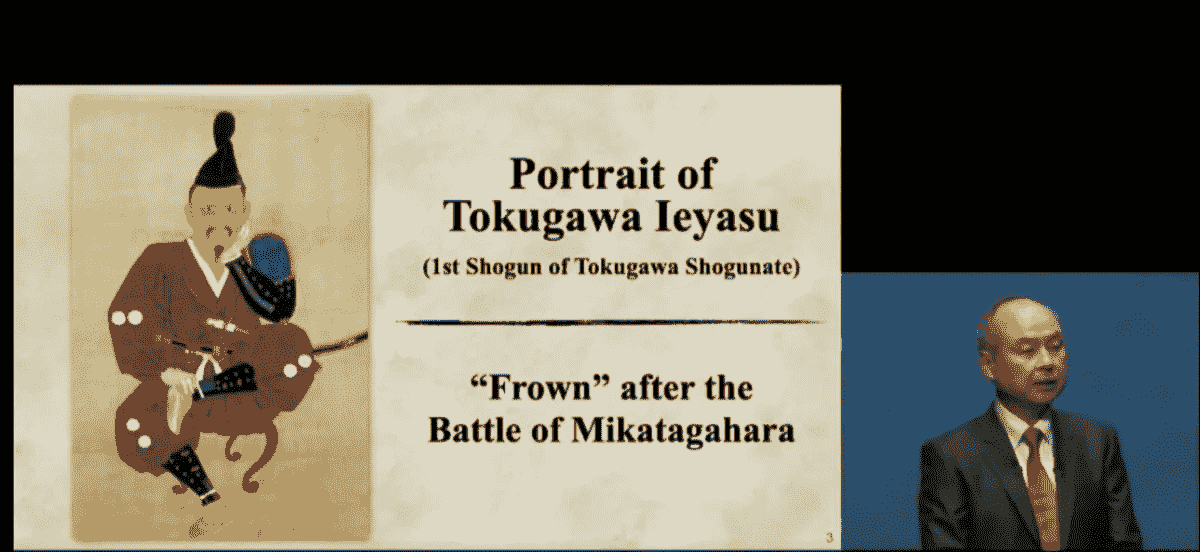 Portrait of
Tokugawa Ieyasu
(1st Shogun of Tokugawa Shogunate)
“Frown” after the
Battle of Mikatagahara
3